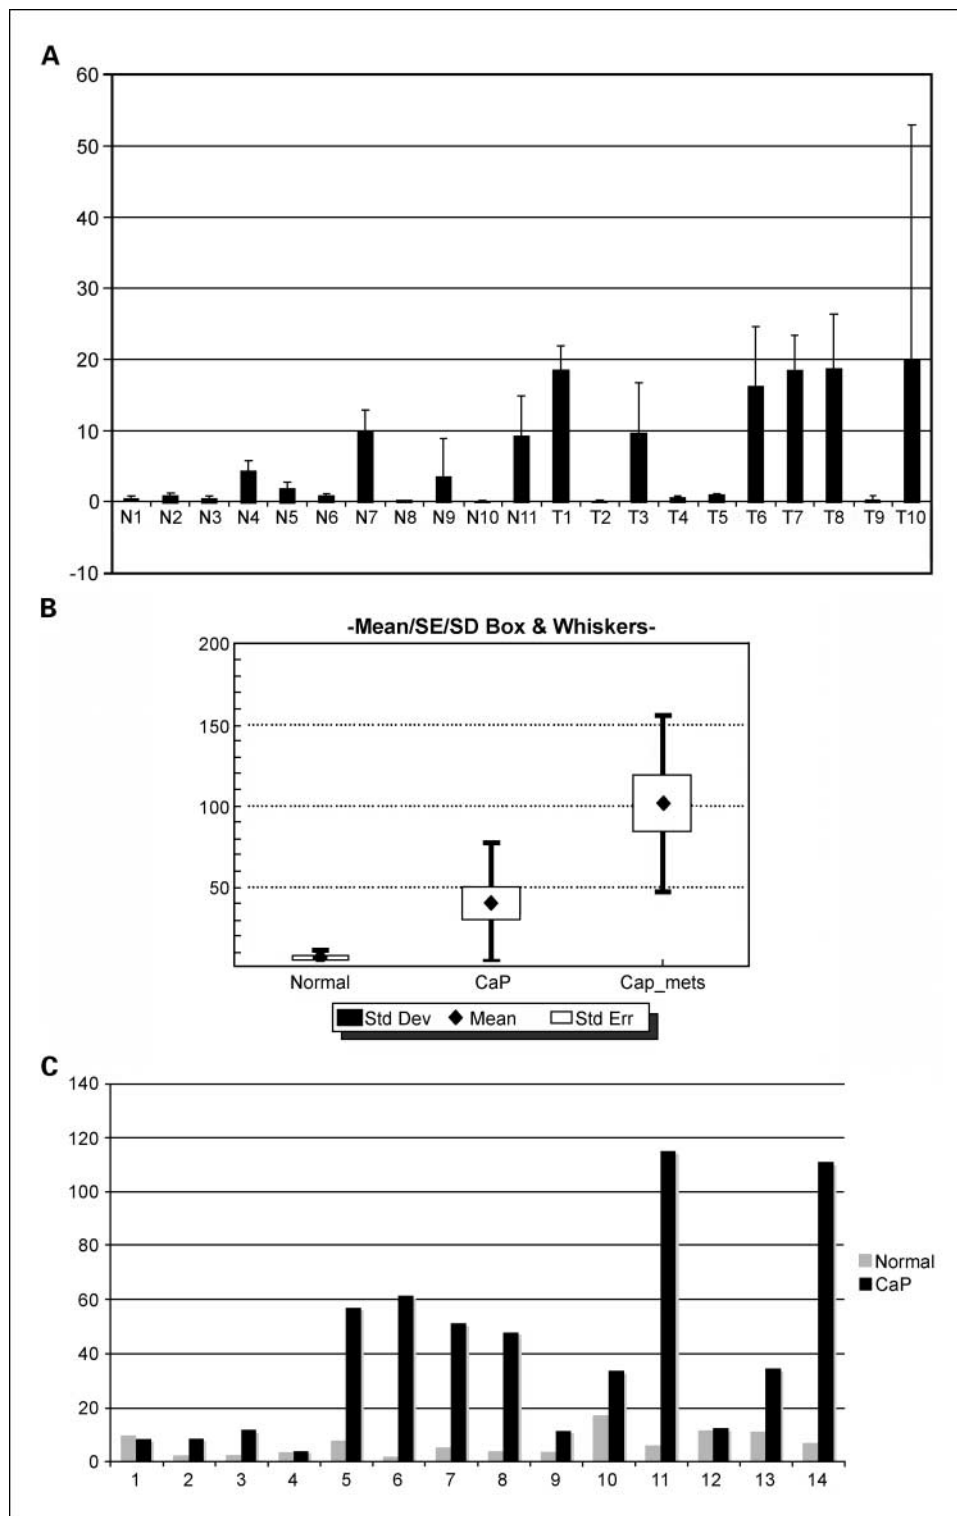 A
60
50
40
30
20
10
0
-10
N1 N2 N3 N4 N5 N6 N7 N8 N9 N10 N11 T1 T2 T3 T4 T5 T6 T7 T8 T9 T10
B
-Mean/SE/SD Box & Whiskers-
200
150
100
50
Normal CaP Cap_mets
Std Dev Mean Std Err
C
140
120
100
80
60
40
20
0
Normal
CaP
1 2 3 4 5 6 7 8 9 10 11 12 13 14